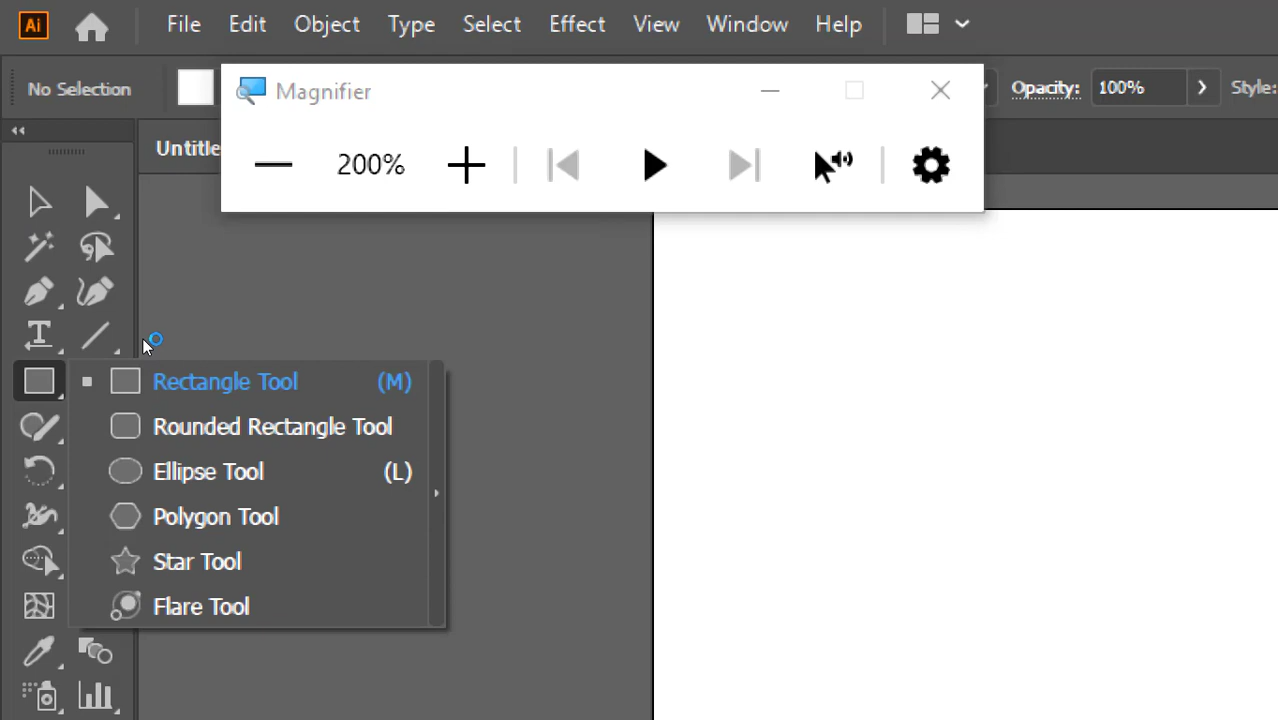 Ai File Edit Object Type Select Effect View Window Help
No Selection
Magnifier
Opacity: 100% Style:
Untitle
200%
Rectangle Tool (M)
Rounded Rectangle Tool
Ellipse Tool (L)
Polygon Tool
Star Tool
Flare Tool